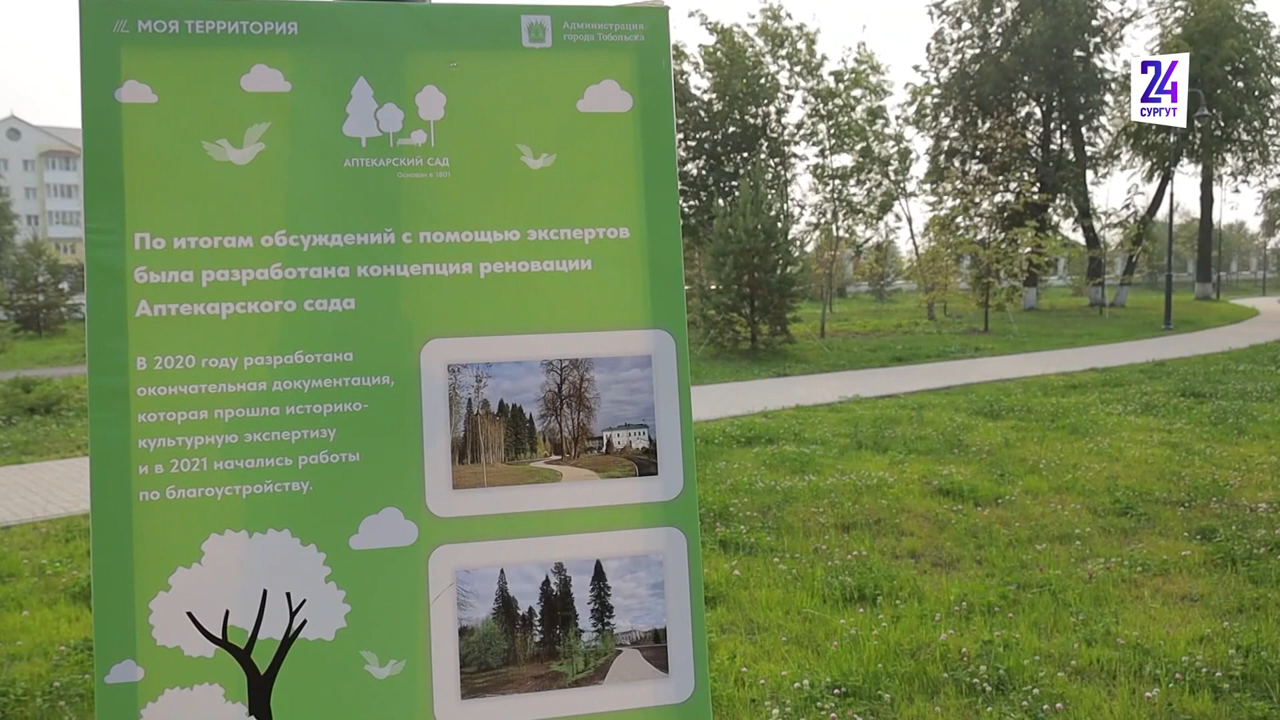 МОЯ ТЕРРИТОРИЯ
Администрация
города Тобольска
24
СУРГУТ
АПТЕКАРСКИЙ САД
Основан в 1801
По итогам обсуждений с помощью экспертов
была разработана концепция реновации
Аптекарского сада
В 2020 году разработана
окончательная документация,
которая прошла историко-
культурную экспертизу
и в 2021 начались работы
по благоустройству.